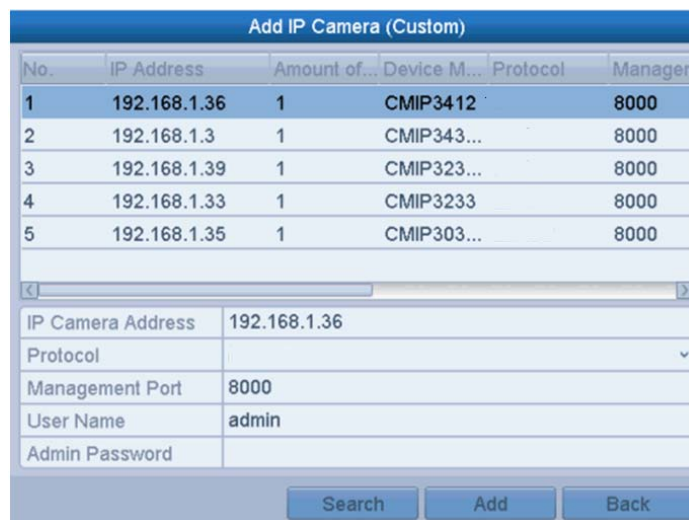 Add IP Camera (Custom)
No. IP Address Amount of... Device M... Protocol Manager
1 192.168.1.36 1 CMIP3412 8000
2 192.168.1.3 1 CMIP343... 8000
3 192.168.1.39 1 CMIP323... 8000
4 192.168.1.33 1 CMIP3233 8000
5 192.168.1.35 1 CMIP303... 8000
IP Camera Address 192.168.1.36
Protocol
Management Port 8000
User Name admin
Admin Password
Search Add Back